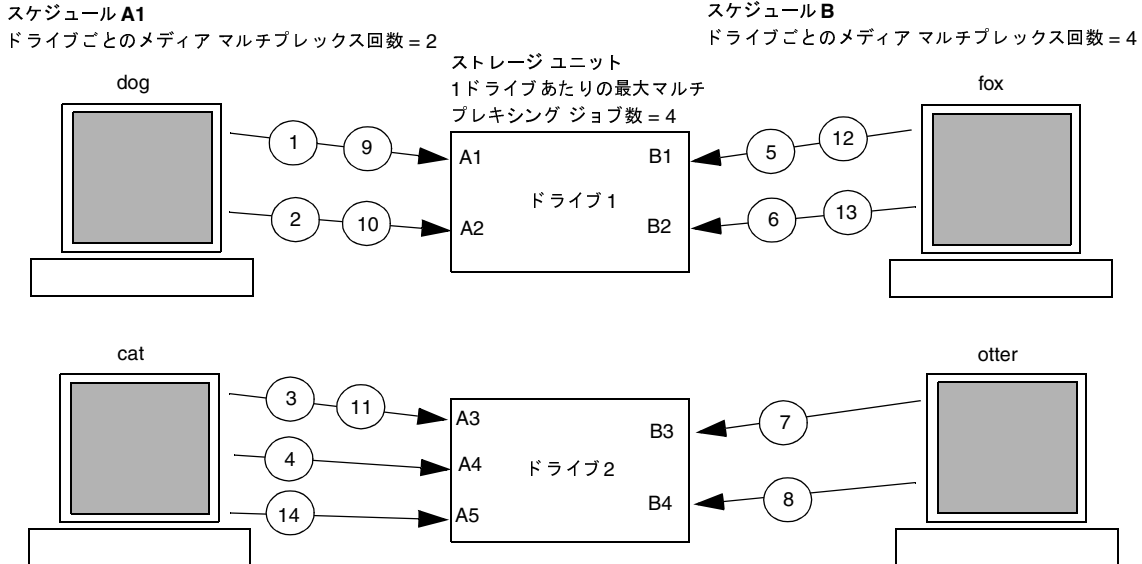 スケジュール A1
ドライブごとのメディア マルチプレックス回数 = 2
スケジュール B
ドライブごとのメディア マルチプレックス回数 = 4
ストレージ ユニット
1ドライブあたりの最大マルチ
プレキシング ジョブ数 = 4
dog
fox
1
9
A1
B1
5
12
ドライブ 1
2
10
A2
B2
6
13
cat
otter
3
11
A3
B3
7
4
A4
ドライブ 2
14
A5
B4
8